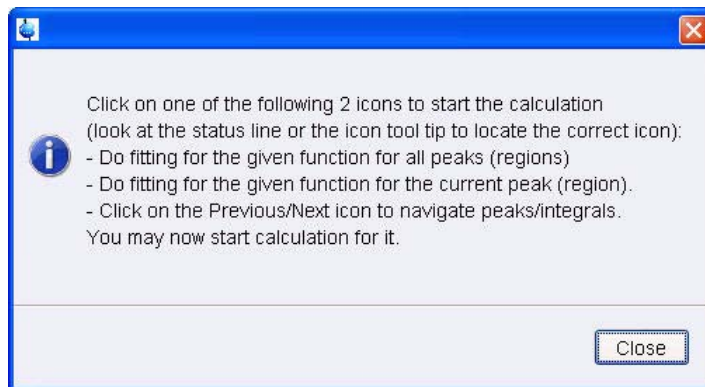 Click on one of the following 2 icons to start the calculation
(look at the status line or the icon tool tip to locate the correct icon):
- Do fitting for the given function for all peaks (regions)
- Do fitting for the given function for the current peak (region).
- Click on the Previous/Next icon to navigate peaks/integrals.
You may now start calculation for it.
Close